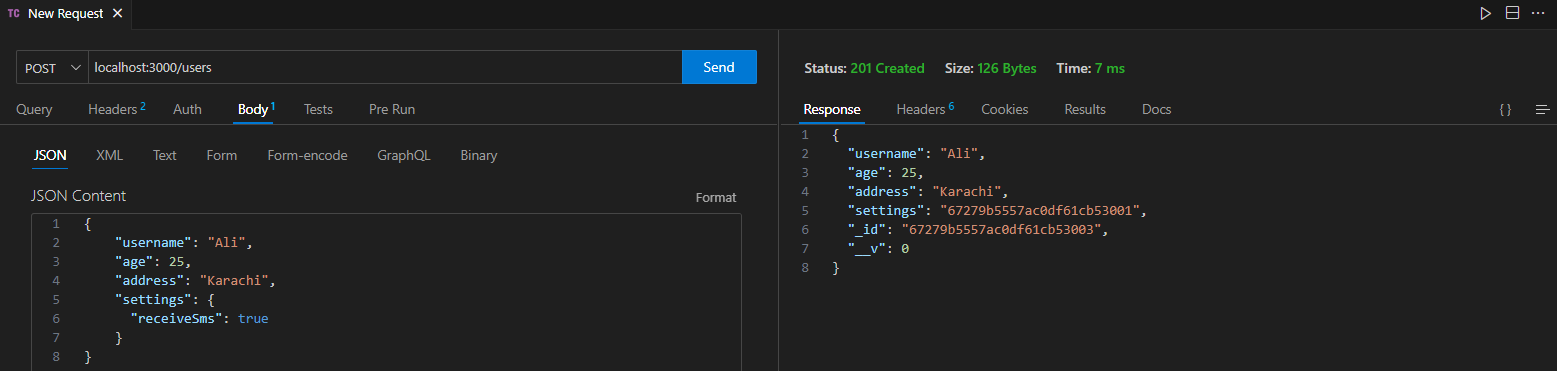 TC New Request
POST localhost:3000/users Send
Query Headers 2 Auth Body 1 Tests Pre Run
JSON XML Text Form Form-encode GraphQL Binary
JSON Content Format
1 {
2 "username": "Ali",
3 "age": 25,
4 "address": "Karachi",
5 "settings": {
6 "receiveSms": true
7 }
8 }
Status: 201 Created Size: 126 Bytes Time: 7 ms
Response Headers 6 Cookies Results Docs { }
1 {
2 "username": "Ali",
3 "age": 25,
4 "address": "Karachi",
5 "settings": "67279b5557ac0df61cb53001",
6 "_id": "67279b5557ac0df61cb53003",
7 "__v": 0
8 }